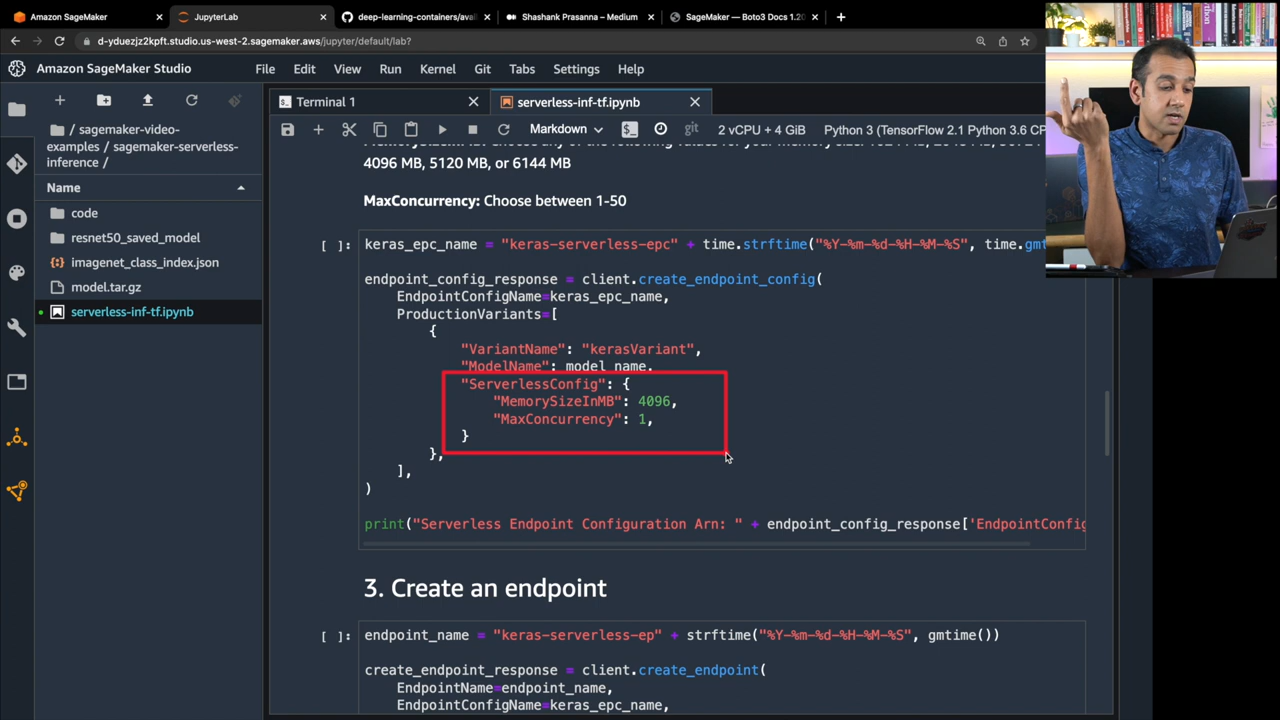 Amazon SageMaker
JupyterLab
deep-learning-containers/avail
Shashank Prasanna – Medium
SageMaker — Boto3 Docs 1.20
d-yduezjz2kpft.studio.us-west-2.sagemaker.aws/jupyter/default/lab?
Amazon SageMaker Studio File Edit View Run Kernel Git Tabs Settings Help
Terminal 1
serverless-inf-tf.ipynb
Markdown git 2 vCPU + 4 GiB Python 3 (TensorFlow 2.1 Python 3.6 CP
/ sagemaker-video-
examples / sagemaker-serverless-
inference /
Name
code
resnet50_saved_model
imagenet_class_index.json
model.tar.gz
serverless-inf-tf.ipynb
4096 MB, 5120 MB, or 6144 MB
MaxConcurrency: Choose between 1-50
[ ]: keras_epc_name = "keras-serverless-epc" + time.strftime("%Y-%m-%d-%H-%M-%S", time.gmt
endpoint_config_response = client.create_endpoint_config(
EndpointConfigName=keras_epc_name,
ProductionVariants=[
{
"VariantName": "kerasVariant",
"ModelName": model_name,
"ServerlessConfig": {
"MemorySizeInMB": 4096,
"MaxConcurrency": 1,
}
},
],
)
print("Serverless Endpoint Configuration Arn: " + endpoint_config_response['EndpointConfig
3. Create an endpoint
[ ]: endpoint_name = "keras-serverless-ep" + strftime("%Y-%m-%d-%H-%M-%S", gmtime())
create_endpoint_response = client.create_endpoint(
EndpointName=endpoint_name,
EndpointConfigName=keras_epc_name,